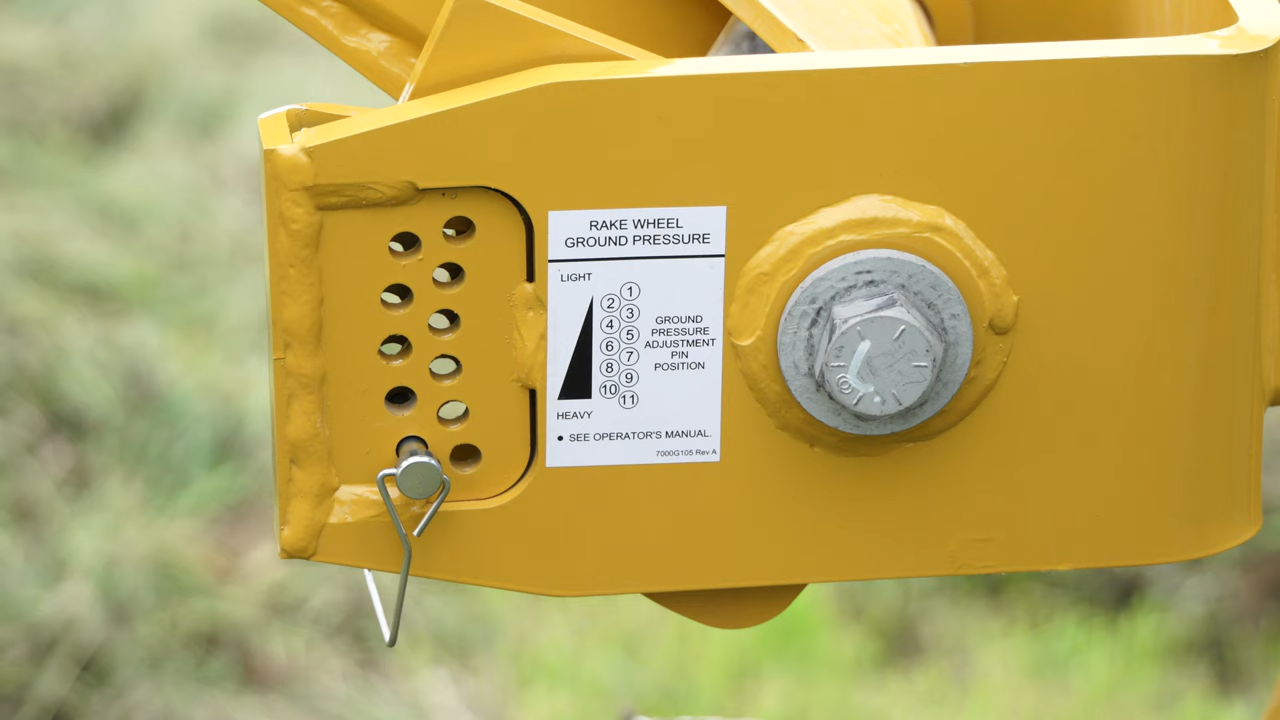 RAKE WHEEL
GROUND PRESSURE
LIGHT
1
2
3
4
5
6
7
8
9
10
11
GROUND
PRESSURE
ADJUSTMENT
PIN
POSITION
HEAVY
• SEE OPERATOR'S MANUAL.
7000G105 Rev A